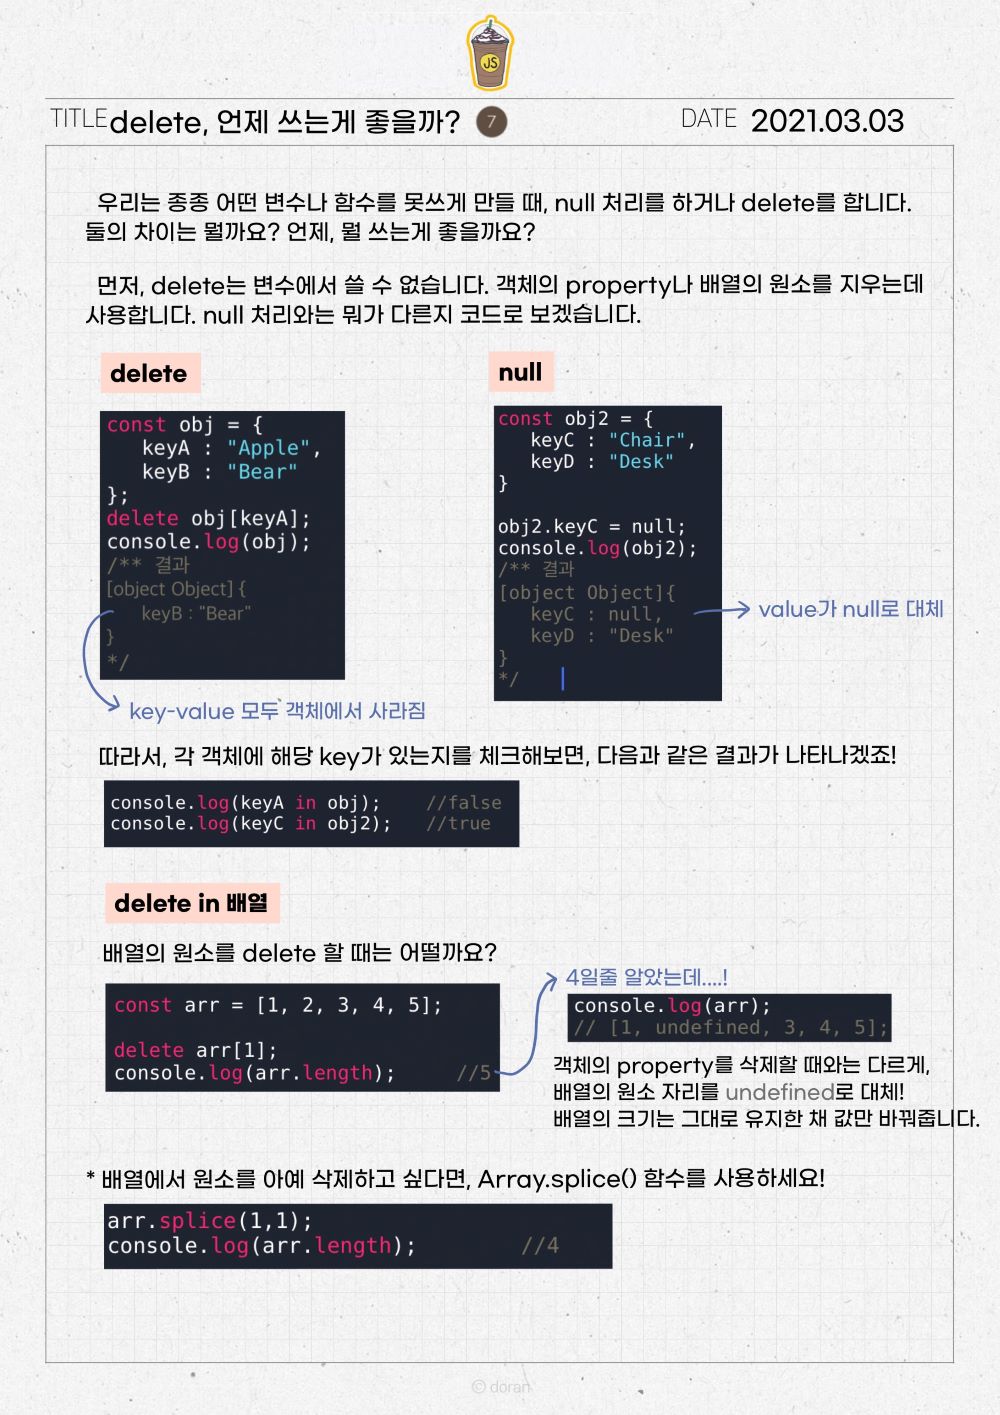 JS
TITLE delete, 언제 쓰는게 좋을까? 7 DATE 2021.03.03
우리는 종종 어떤 변수나 함수를 못쓰게 만들 때, null 처리를 하거나 delete를 합니다.
둘의 차이는 뭘까요? 언제, 뭘 쓰는게 좋을까요?
먼저, delete는 변수에서 쓸 수 없습니다. 객체의 property나 배열의 원소를 지우는데
사용합니다. null 처리와는 뭐가 다른지 코드로 보겠습니다.
delete
const obj = {
keyA : "Apple",
keyB : "Bear"
};
delete obj[keyA];
console.log(obj);
/** 결과
[object Object] {
keyB : "Bear"
}
*/
key-value 모두 객체에서 사라짐
null
const obj2 = {
keyC : "Chair",
keyD : "Desk"
}
obj2.keyC = null;
console.log(obj2);
/** 결과
[object Object]{
keyC : null,
keyD : "Desk"
}
*/
value가 null로 대체
따라서, 각 객체에 해당 key가 있는지를 체크해보면, 다음과 같은 결과가 나타나겠죠!
console.log(keyA in obj); //false
console.log(keyC in obj2); //true
delete in 배열
배열의 원소를 delete 할 때는 어떨까요?
const arr = [1, 2, 3, 4, 5];
delete arr[1];
console.log(arr.length); //5
4일줄 알았는데....!
console.log(arr);
// [1, undefined, 3, 4, 5];
객체의 property를 삭제할 때와는 다르게,
배열의 원소 자리를 undefined로 대체!
배열의 크기는 그대로 유지한 채 값만 바꿔줍니다.
* 배열에서 원소를 아예 삭제하고 싶다면, Array.splice() 함수를 사용하세요!
arr.splice(1,1);
console.log(arr.length); //4
© doran